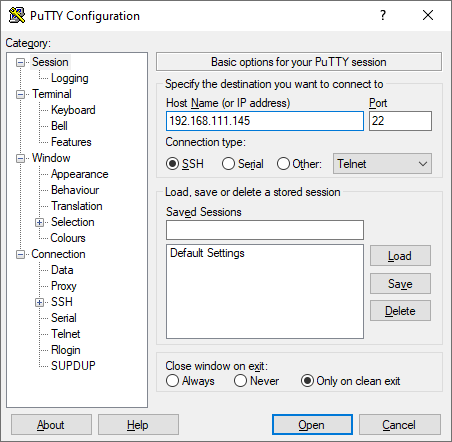 PuTTY Configuration
?
Category:
Session
Logging
Terminal
Keyboard
Bell
Features
Window
Appearance
Behaviour
Translation
Selection
Colours
Connection
Data
Proxy
SSH
Serial
Telnet
Rlogin
SUPDUP
Basic options for your PuTTY session
Specify the destination you want to connect to
Host Name (or IP address) Port
192.168.111.145 22
Connection type:
SSH Serial Other: Telnet
Load, save or delete a stored session
Saved Sessions
Default Settings
Load
Save
Delete
Close window on exit:
Always Never Only on clean exit
About Help Open Cancel